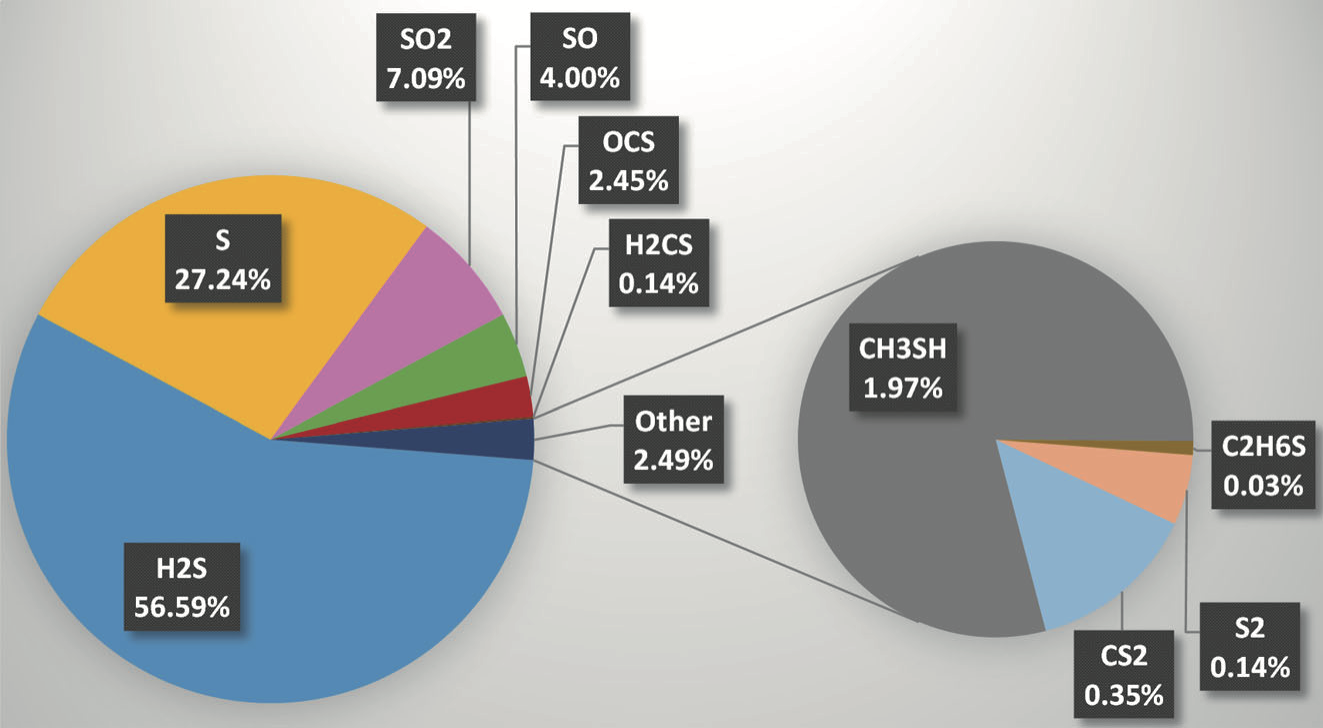 SO2
7.09%
SO
4.00%
OCS
2.45%
S
27.24%
H2CS
0.14%
Other
2.49%
H2S
56.59%
CH3SH
1.97%
C2H6S
0.03%
S2
0.14%
CS2
0.35%